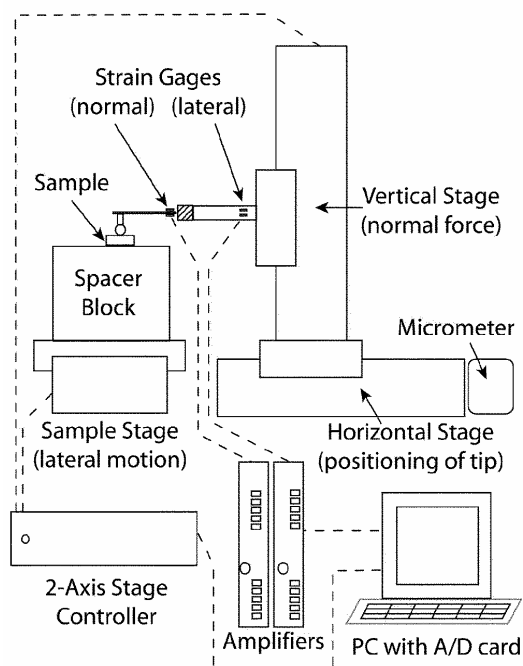 Strain Gages
(normal) (lateral)
Sample
Vertical Stage
(normal force)
Spacer
Block
Micrometer
Sample Stage
(lateral motion)
Horizontal Stage
(positioning of tip)
2-Axis Stage
Controller
Amplifiers
PC with A/D card